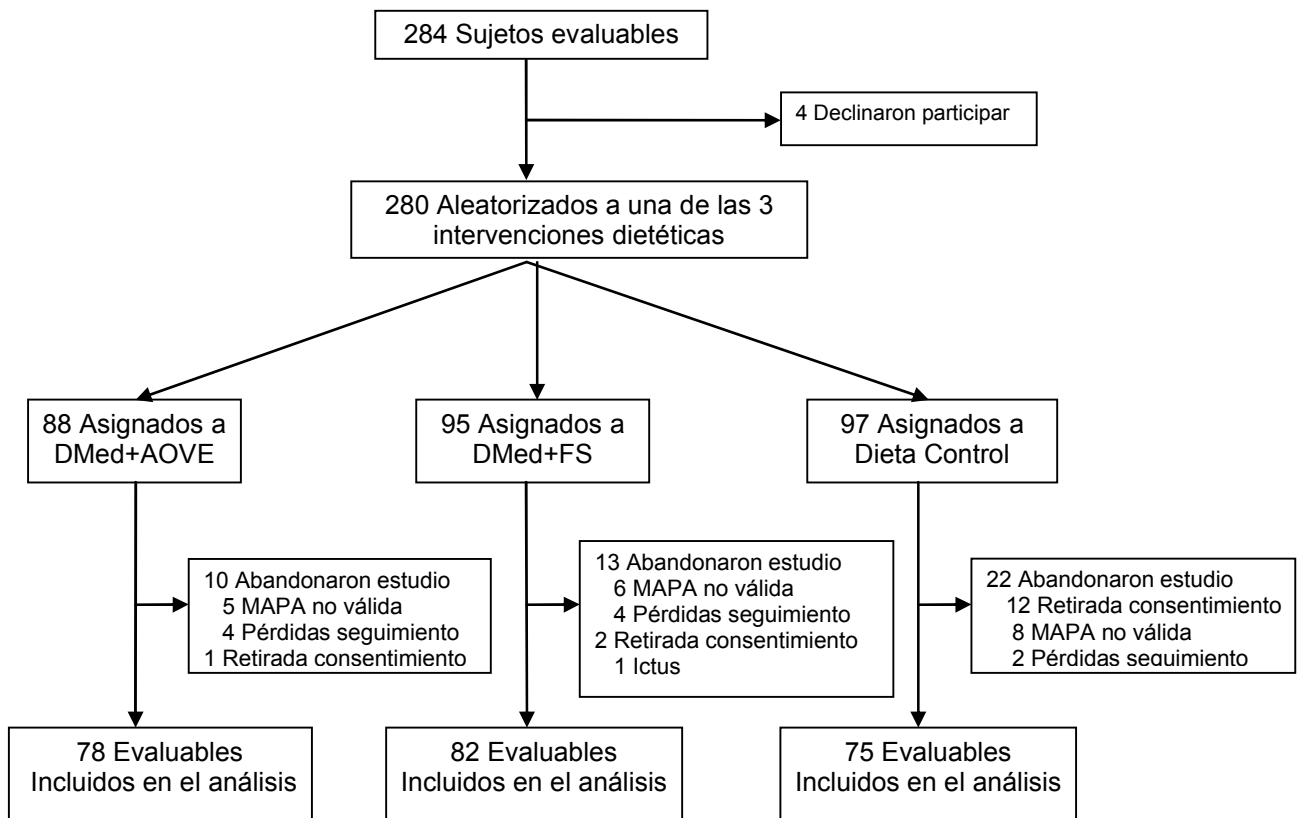 284 Sujetos evaluables
4 Declinaron participar
280 Aleatorizados a una de las 3
intervenciones dietéticas
88 Asignados a
DMed+AOVE
95 Asignados a
DMed+FS
97 Asignados a
Dieta Control
10 Abandonaron estudio
5 MAPA no válida
4 Pérdidas seguimiento
1 Retirada consentimiento
13 Abandonaron estudio
6 MAPA no válida
4 Pérdidas seguimiento
2 Retirada consentimiento
1 Ictus
22 Abandonaron estudio
12 Retirada consentimiento
8 MAPA no válida
2 Pérdidas seguimiento
78 Evaluables
Incluidos en el análisis
82 Evaluables
Incluidos en el análisis
75 Evaluables
Incluidos en el análisis